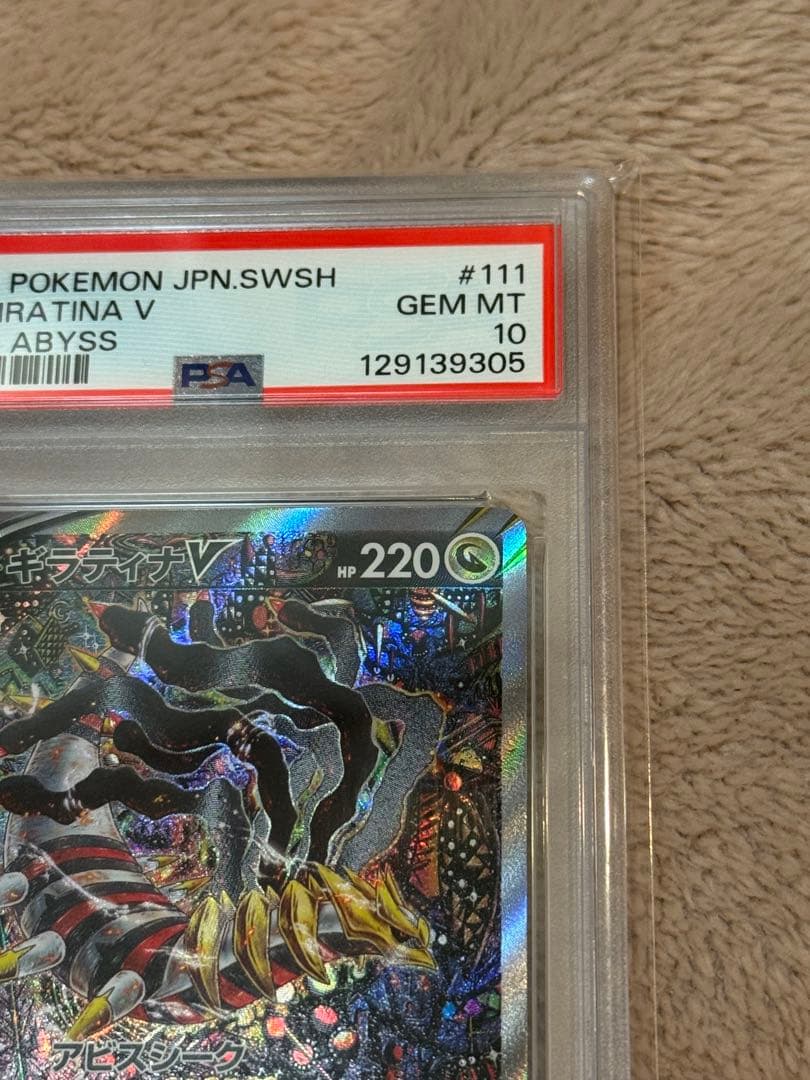 POKEMON JPN.SWSH #111
IRATINA V GEM MT
ABYSS 10
PSA 129139305
ギラティナV HP 220
アビスシーク